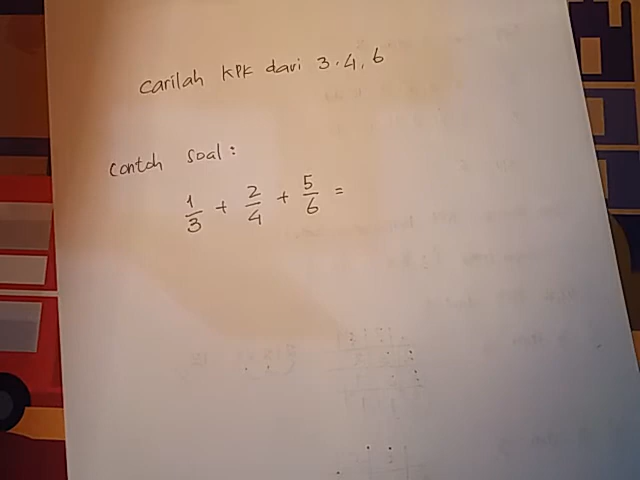 Carilah KPK dari 3.4,6
Contoh soal:
1/3 + 2/4 + 5/6 =